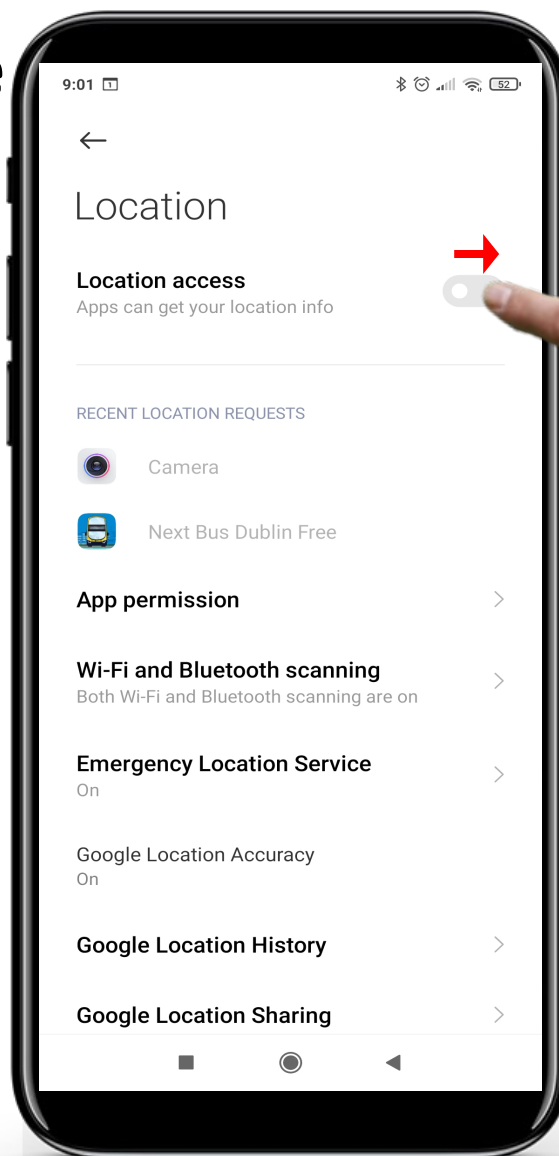 e
9:01
52
Location
Location access
Apps can get your location info
RECENT LOCATION REQUESTS
Camera
Next Bus Dublin Free
App permission
Wi-Fi and Bluetooth scanning
Both Wi-Fi and Bluetooth scanning are on
Emergency Location Service
On
Google Location Accuracy
On
Google Location History
Google Location Sharing